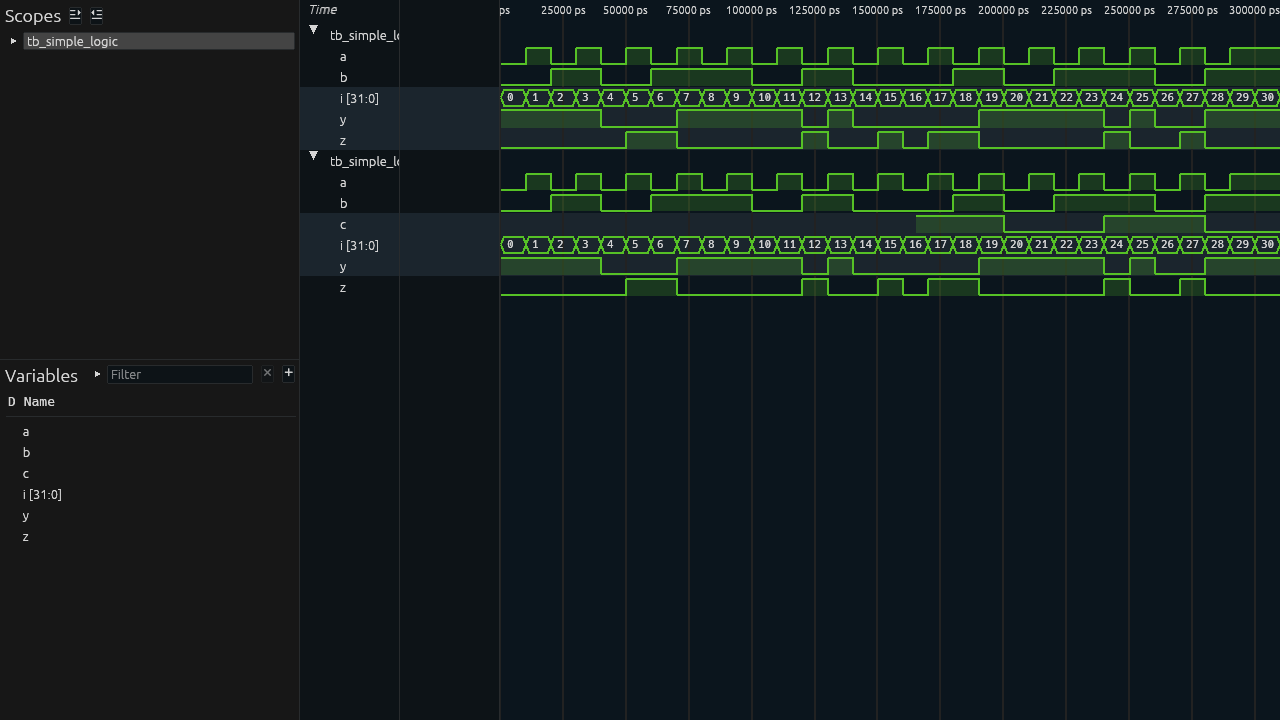 Scopes
tb_simple_logic
Variables
Filter
D Name
a
b
c
i [31:0]
y
z
Time
ps 25000 ps 50000 ps 75000 ps 100000 ps 125000 ps 150000 ps 175000 ps 200000 ps 225000 ps 250000 ps 275000 ps 300000 ps
tb_simple_lo
a
b
i [31:0] 0 1 2 3 4 5 6 7 8 9 10 11 12 13 14 15 16 17 18 19 20 21 22 23 24 25 26 27 28 29 30
y
z
tb_simple_lo
a
b
c
i [31:0] 0 1 2 3 4 5 6 7 8 9 10 11 12 13 14 15 16 17 18 19 20 21 22 23 24 25 26 27 28 29 30
y
z